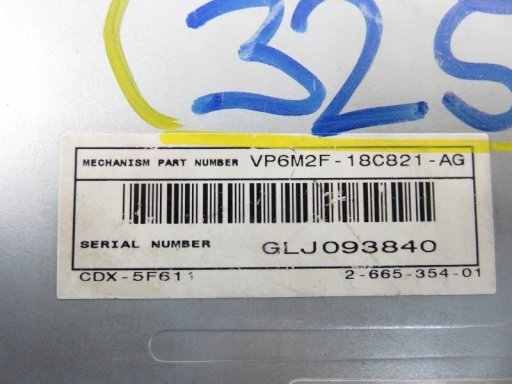 325
MECHANISM PART NUMBER VP6M2F-18C821-AG
SERIAL NUMBER GLJ093840
CDX-5F611 2-665-354-01